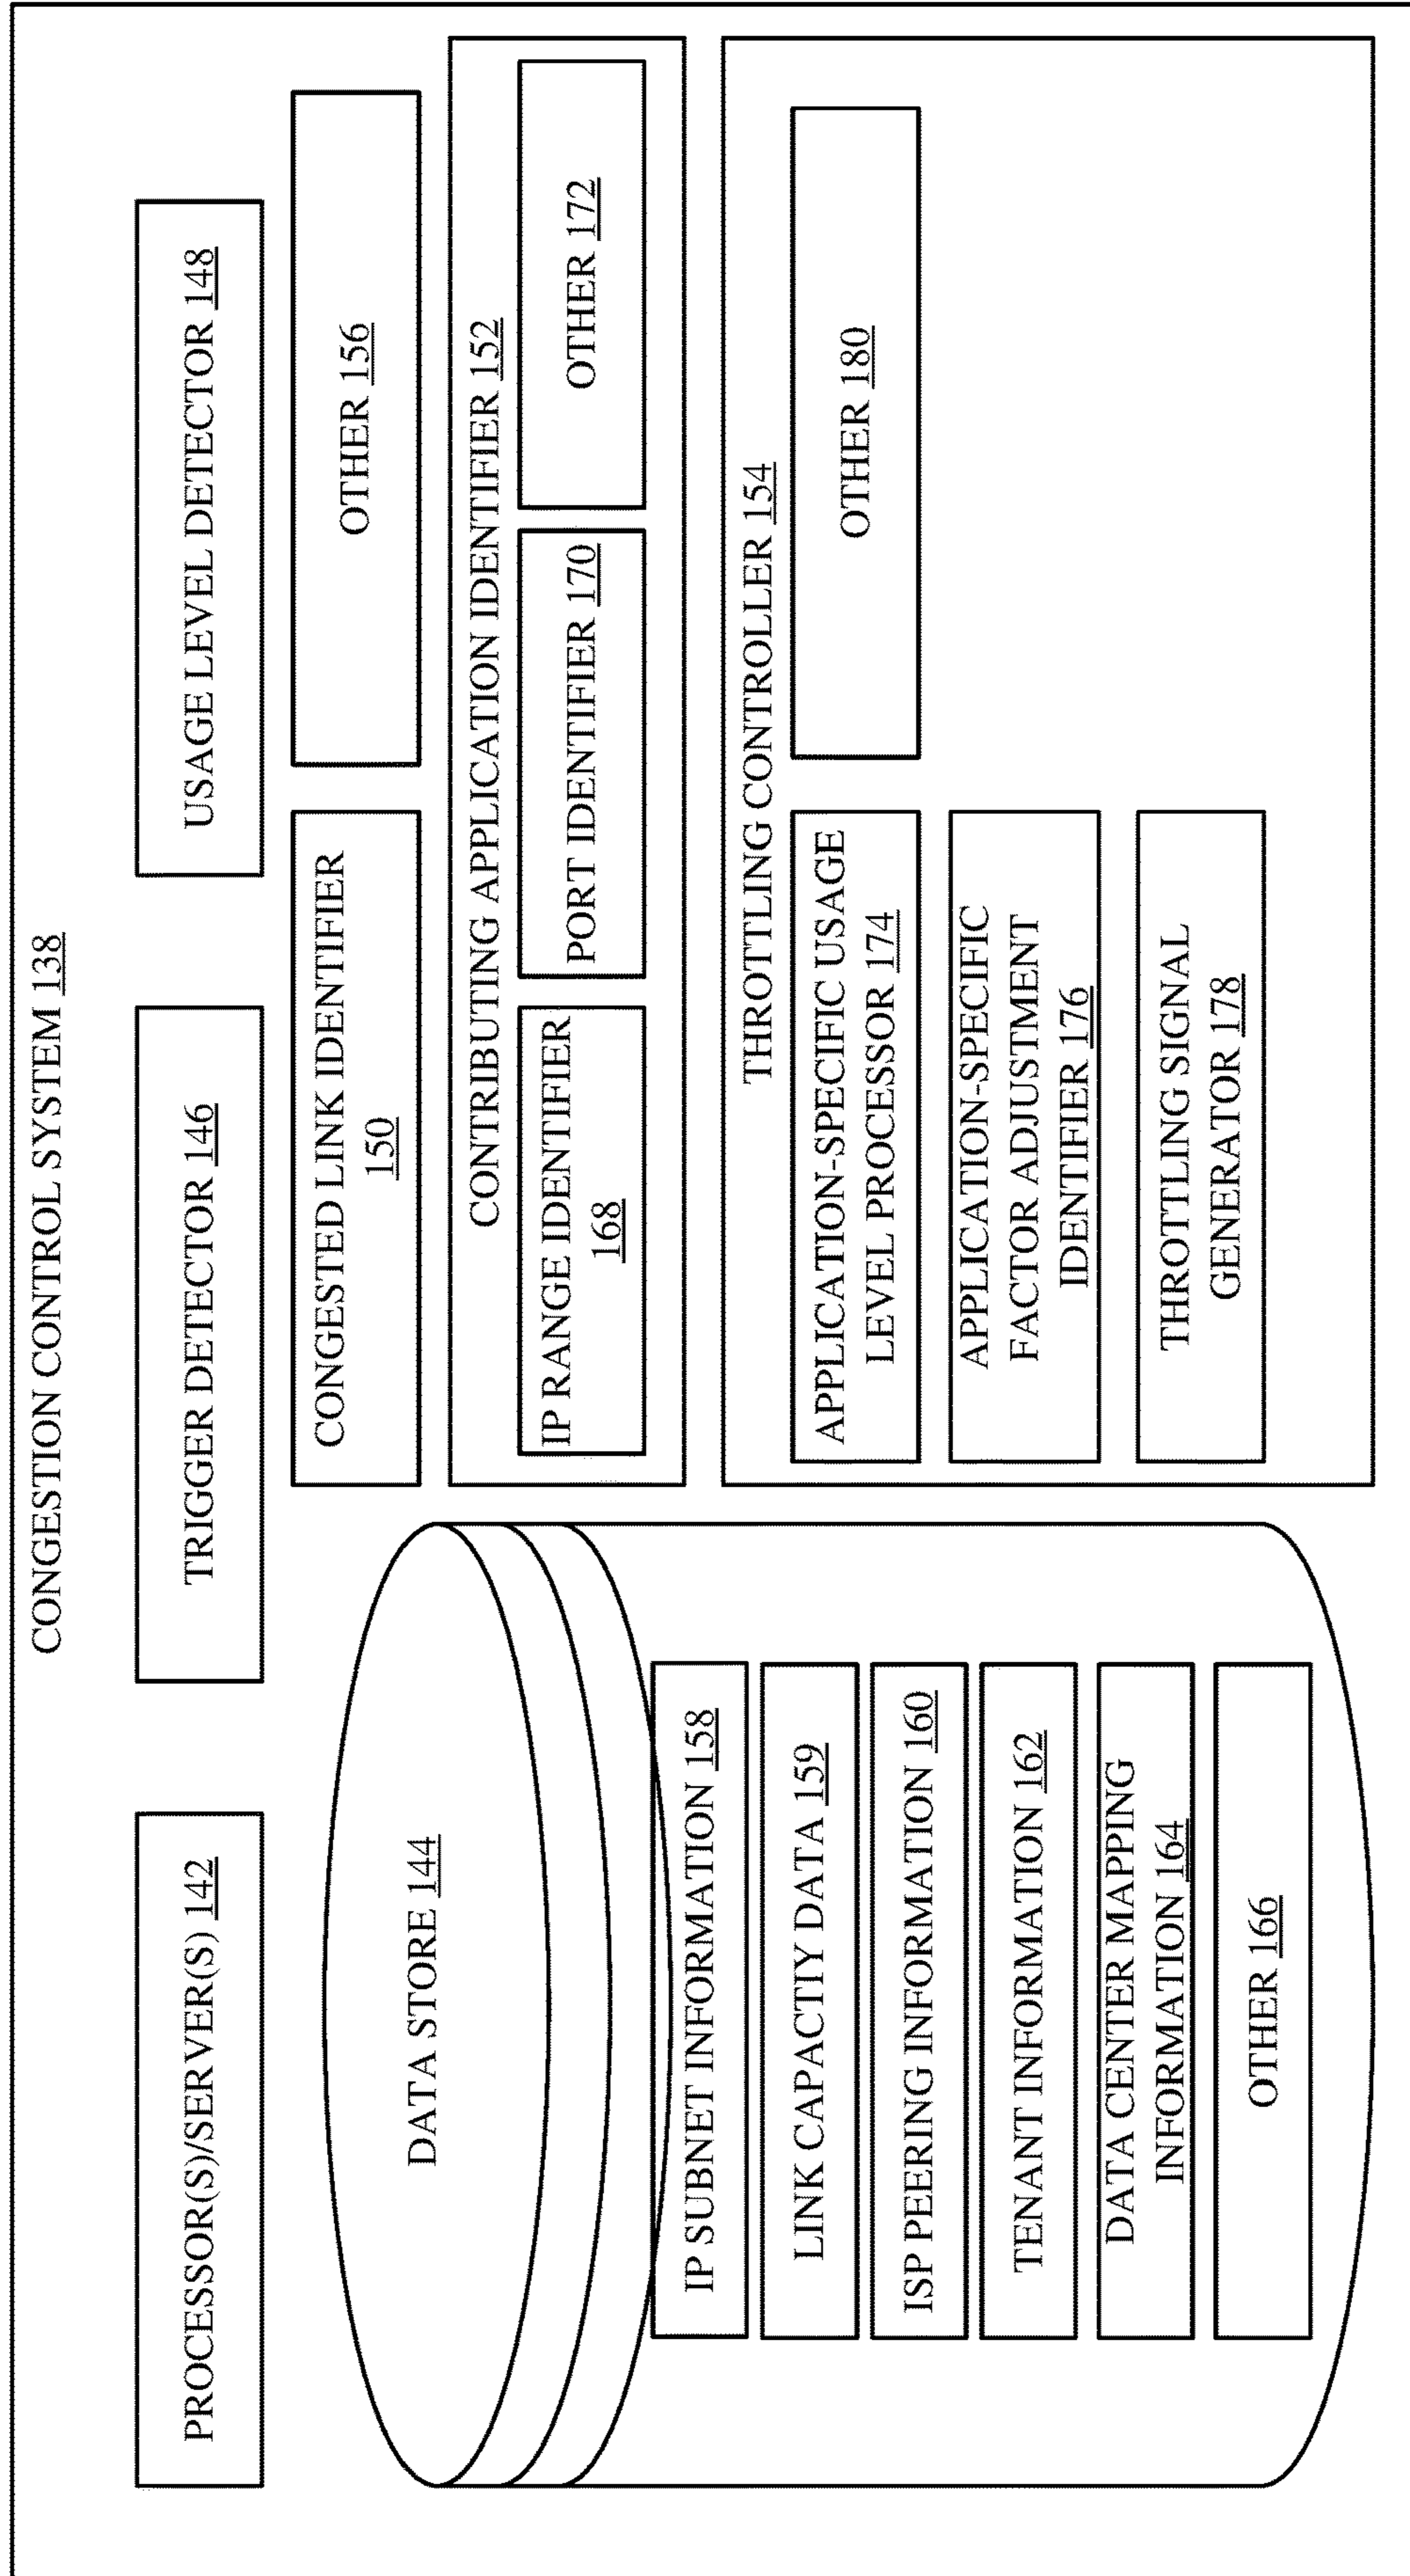 CONGESTION CONTROL SYSTEM 138
PROCESSOR(S)/SERVER(S) 142
TRIGGER DETECTOR 146
USAGE LEVEL DETECTOR 148
DATA STORE 144
IP SUBNET INFORMATION 158
LINK CAPACTIY DATA 159
ISP PEERING INFORMATION 160
TENANT INFORMATION 162
DATA CENTER MAPPING
INFORMATION 164
OTHER 166
CONGESTED LINK IDENTIFIER
150
OTHER 156
CONTRIBUTING APPLICATION IDENTIFIER 152
IP RANGE IDENTIFIER
168
PORT IDENTIFIER 170
OTHER 172
THROTTLING CONTROLLER 154
APPLICATION-SPECIFIC USAGE
LEVEL PROCESSOR 174
OTHER 180
APPLICATION-SPECIFIC
FACTOR ADJUSTMENT
IDENTIFIER 176
THROTTLING SIGNAL
GENERATOR 178